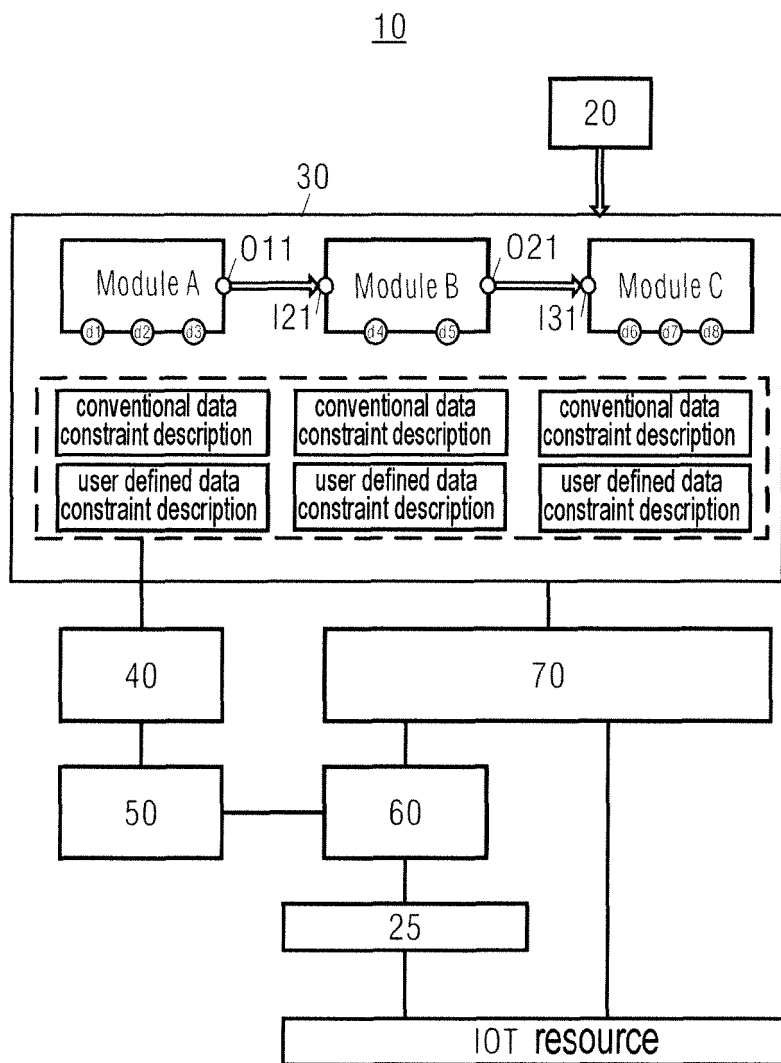 10
20
30
Module A
O11
I21
Module B
O21
I31
Module C
d1 d2 d3
d4 d5
d6 d7 d8
conventional data
constraint description
conventional data
constraint description
conventional data
constraint description
user defined data
constraint description
user defined data
constraint description
user defined data
constraint description
40
70
50
60
25
IOT resource